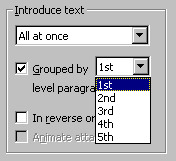 Introduce text
All at once
Grouped by 1st
level paragra
1st
2nd
3rd
4th
5th
In reverse or
Animate atta